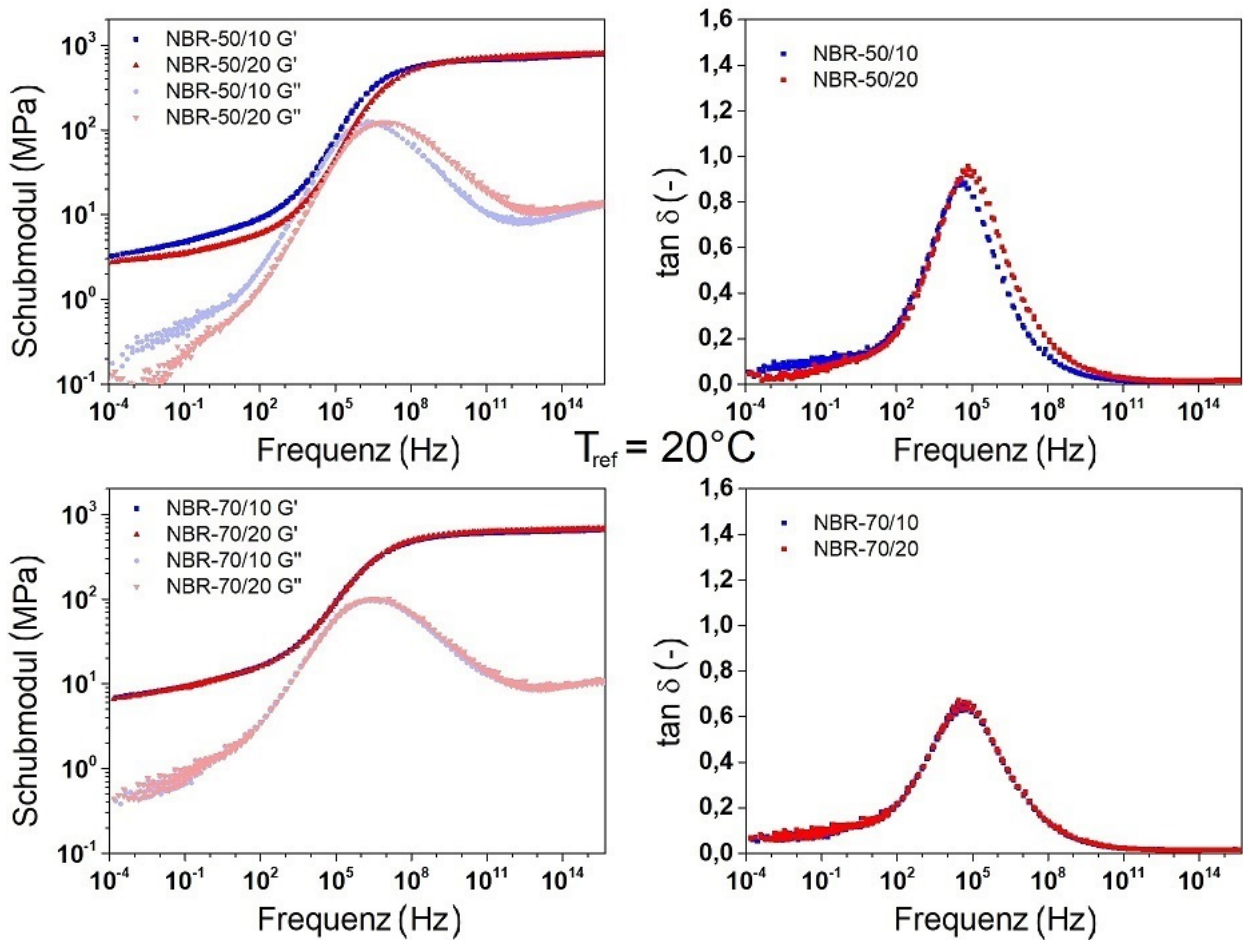 NBR-50/10 G'
NBR-50/20 G'
NBR-50/10 G"
NBR-50/20 G"
Schubmodul (MPa)
10³
10²
10¹
10⁰
10⁻¹
10⁻⁴ 10⁻¹ 10² 10⁵ 10⁸ 10¹¹ 10¹⁴
Frequenz (Hz)
NBR-50/10
NBR-50/20
tan δ (-)
1,6
1,4
1,2
1,0
0,8
0,6
0,4
0,2
0,0
10⁻⁴ 10⁻¹ 10² 10⁵ 10⁸ 10¹¹ 10¹⁴
Frequenz (Hz)
Tref = 20°C
NBR-70/10 G'
NBR-70/20 G'
NBR-70/10 G"
NBR-70/20 G"
Schubmodul (MPa)
10³
10²
10¹
10⁰
10⁻¹
10⁻⁴ 10⁻¹ 10² 10⁵ 10⁸ 10¹¹ 10¹⁴
Frequenz (Hz)
NBR-70/10
NBR-70/20
tan δ (-)
1,6
1,4
1,2
1,0
0,8
0,6
0,4
0,2
0,0
10⁻⁴ 10⁻¹ 10² 10⁵ 10⁸ 10¹¹ 10¹⁴
Frequenz (Hz)